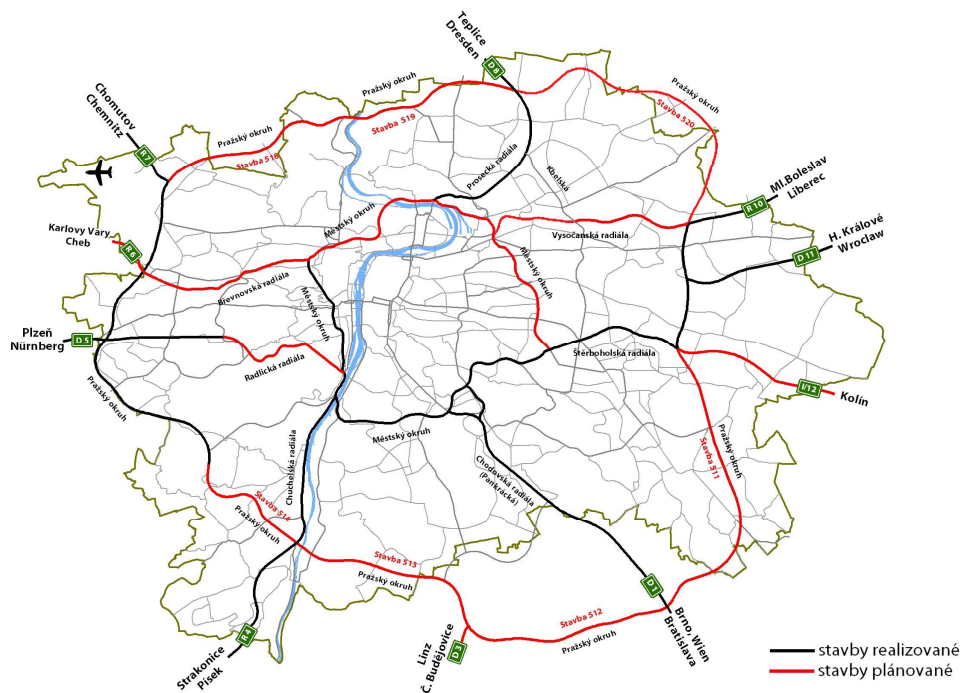 Teplice
Dresden
D8
Chomutov
Chemnitz
R7
Pražský okruh
Stavba 518
Pražský okruh
Stavba 519
Pražský okruh
Stavba 520
Prosecká radiála
Kbelská
Ml.Boleslav
Liberec
R10
H. Králové
Wroclaw
D11
Karlovy Vary
Cheb
R6
Městský okruh
Vysočanská radiála
Městský okruh
Břevnovská radiála
Městský okruh
Plzeň
Nürnberg
D5
Radlická radiála
Štěrboholská radiála
I/12
Kolín
Pražský okruh
Městský okruh
Pražský okruh
Stavba 511
Chuchelská radiála
Chodovská radiála
(Pankrácká)
Stavba 514
Pražský okruh
Stavba 513
Pražský okruh
D1
Brno, Wien
Bratislava
Stavba 512
Pražský okruh
R4
Strakonice
Písek
D3
Linz
Č. Budějovice
stavby realizované
stavby plánované